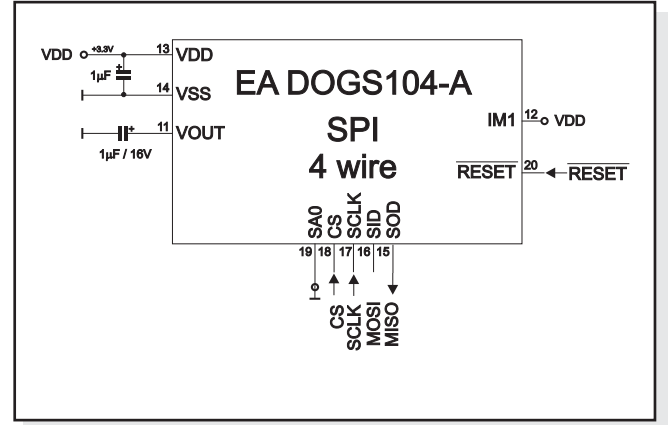 VDD +3.3V 13 VDD
1µF
14 VSS
11 VOUT
1µF / 16V
EA DOGS104-A
SPI
4 wire
IM1 12 VDD
RESET 20 RESET
SA0 CS SCLK SID SOD
19 18 17 16 15
CS SCLK MOSI MISO